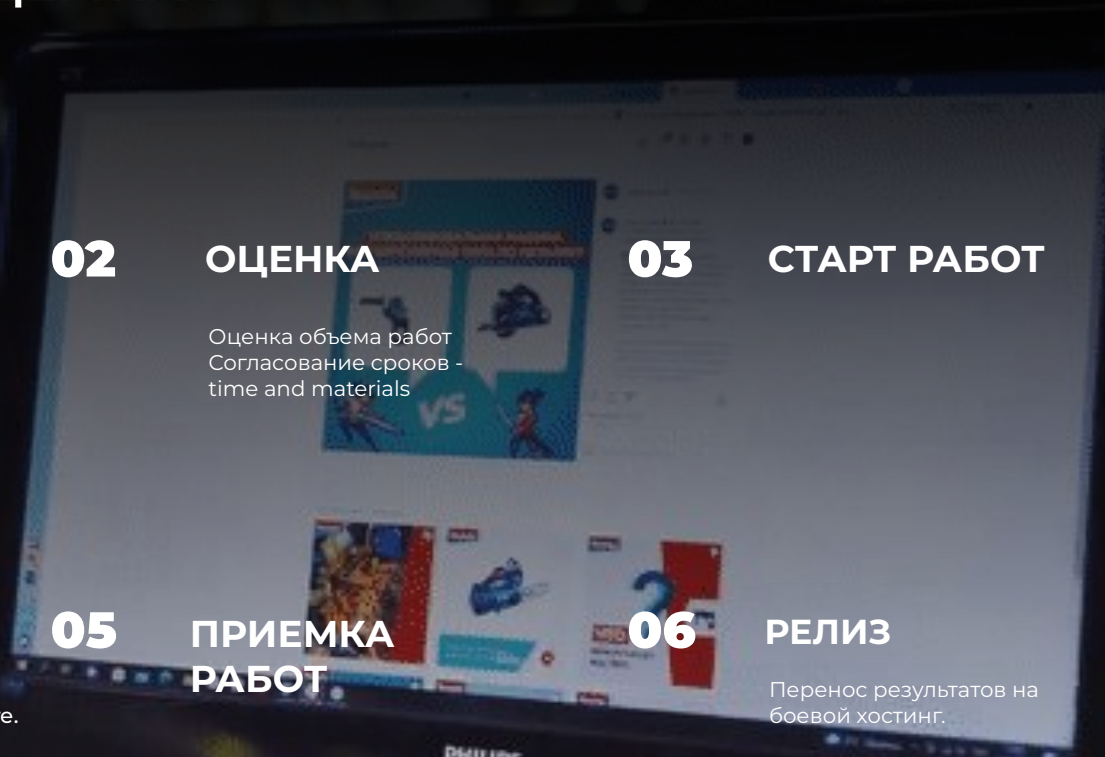 02
ОЦЕНКА
Оценка объема работ
Согласование сроков -
time and materials
03
СТАРТ РАБОТ
VS
05
ПРИЕМКА
РАБОТ
06
РЕЛИЗ
Перенос результатов на
боевой хостинг.